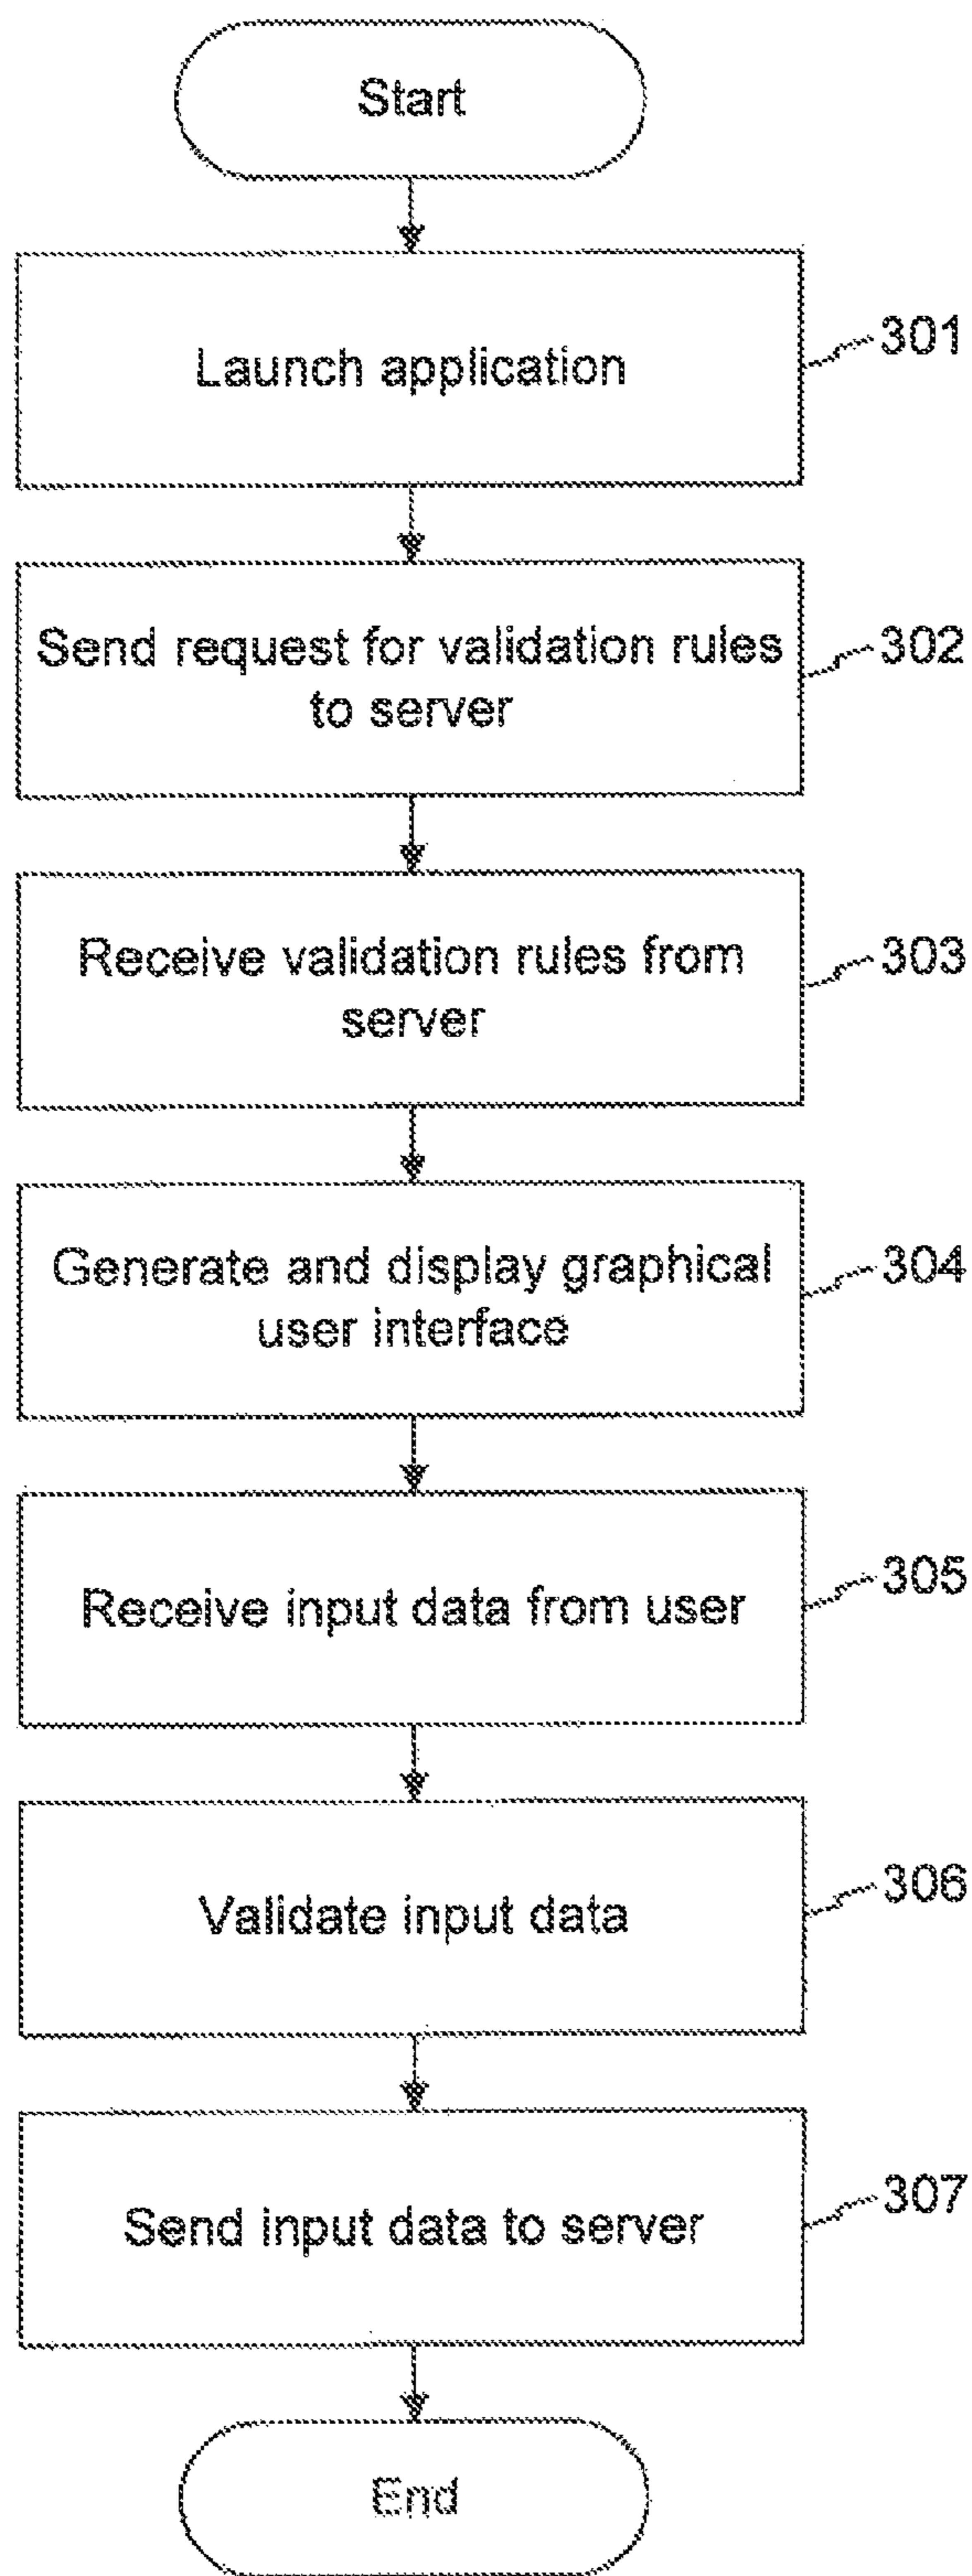 Start
Launch application
301
Send request for validation rules
to server
302
Receive validation rules from
server
303
Generate and display graphical
user interface
304
Receive input data from user
305
Validate input data
306
Send input data to server
307
End